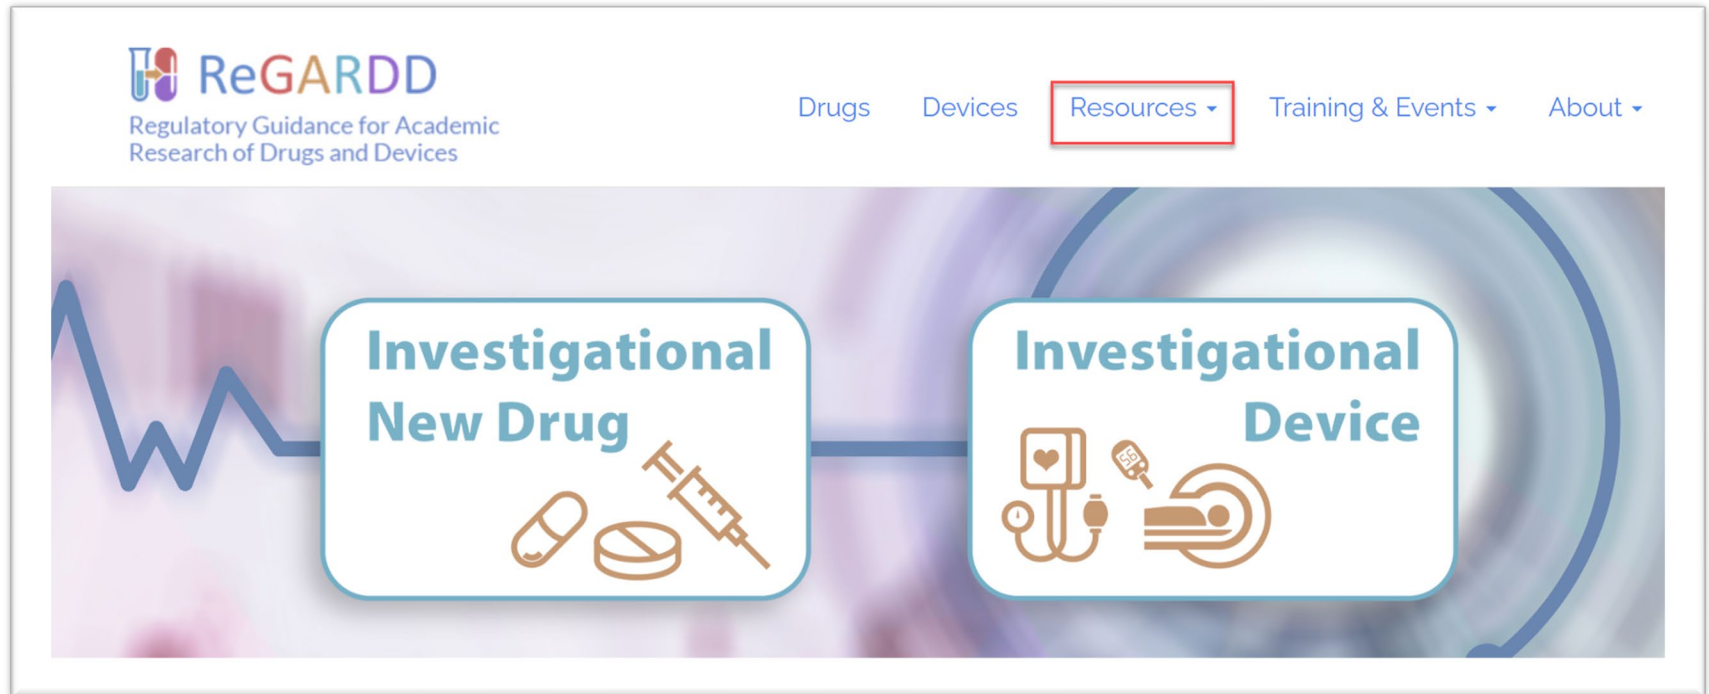 ReGARDD
Regulatory Guidance for Academic
Research of Drugs and Devices
Drugs Devices Resources Training & Events About
Investigational
New Drug
Investigational
Device
56